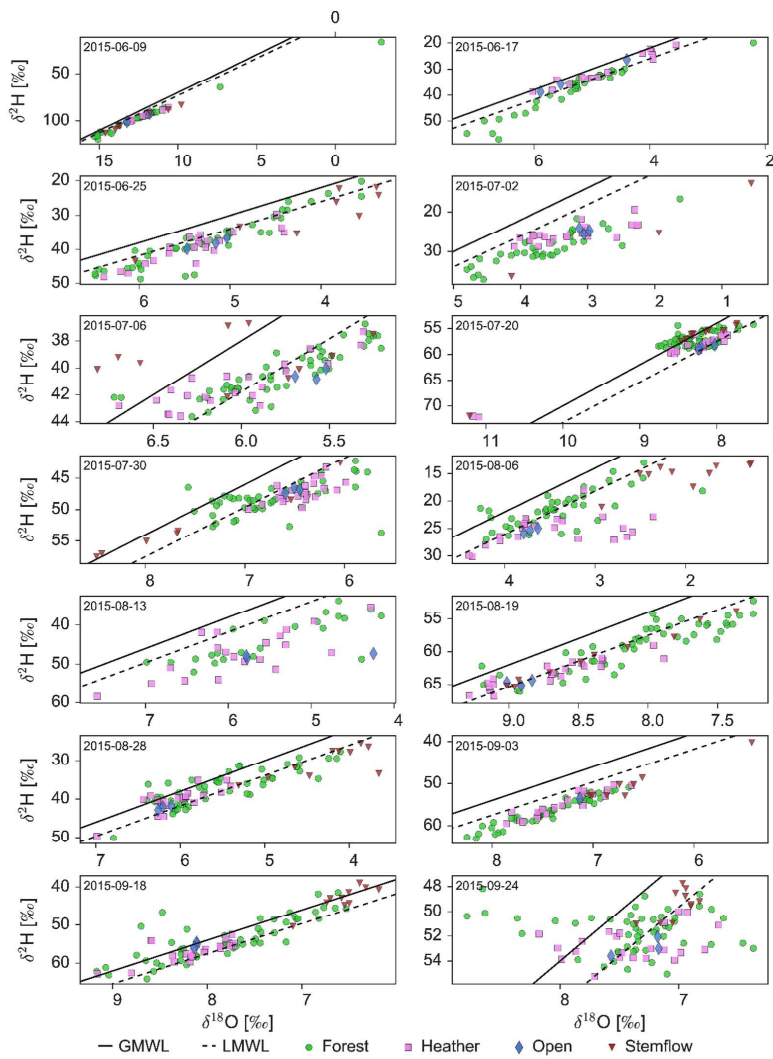 0
δ²H [‰]
2015-06-09
50
100
15 10 5 0
2015-06-17
20
30
40
50
6 4 2
δ²H [‰]
2015-06-25
20
30
40
50
6 5 4
2015-07-02
20
30
5 4 3 2 1
δ²H [‰]
2015-07-06
36
38
40
42
44
6.5 6.0 5.5
2015-07-20
55
60
65
70
11 10 9 8
δ²H [‰]
2015-07-30
45
50
55
8 7 6
2015-08-06
15
20
25
30
4 3 2
δ²H [‰]
2015-08-13
40
50
60
7 6 5 4
2015-08-19
55
60
65
9.0 8.5 8.0 7.5
δ²H [‰]
2015-08-28
30
40
50
7 6 5 4
2015-09-03
40
50
60
8 7 6
δ²H [‰]
2015-09-18
40
50
60
9 8 7
δ¹⁸O [‰]
2015-09-24
48
50
52
54
8 7
δ¹⁸O [‰]
GMWL LMWL Forest Heather Open Stemflow